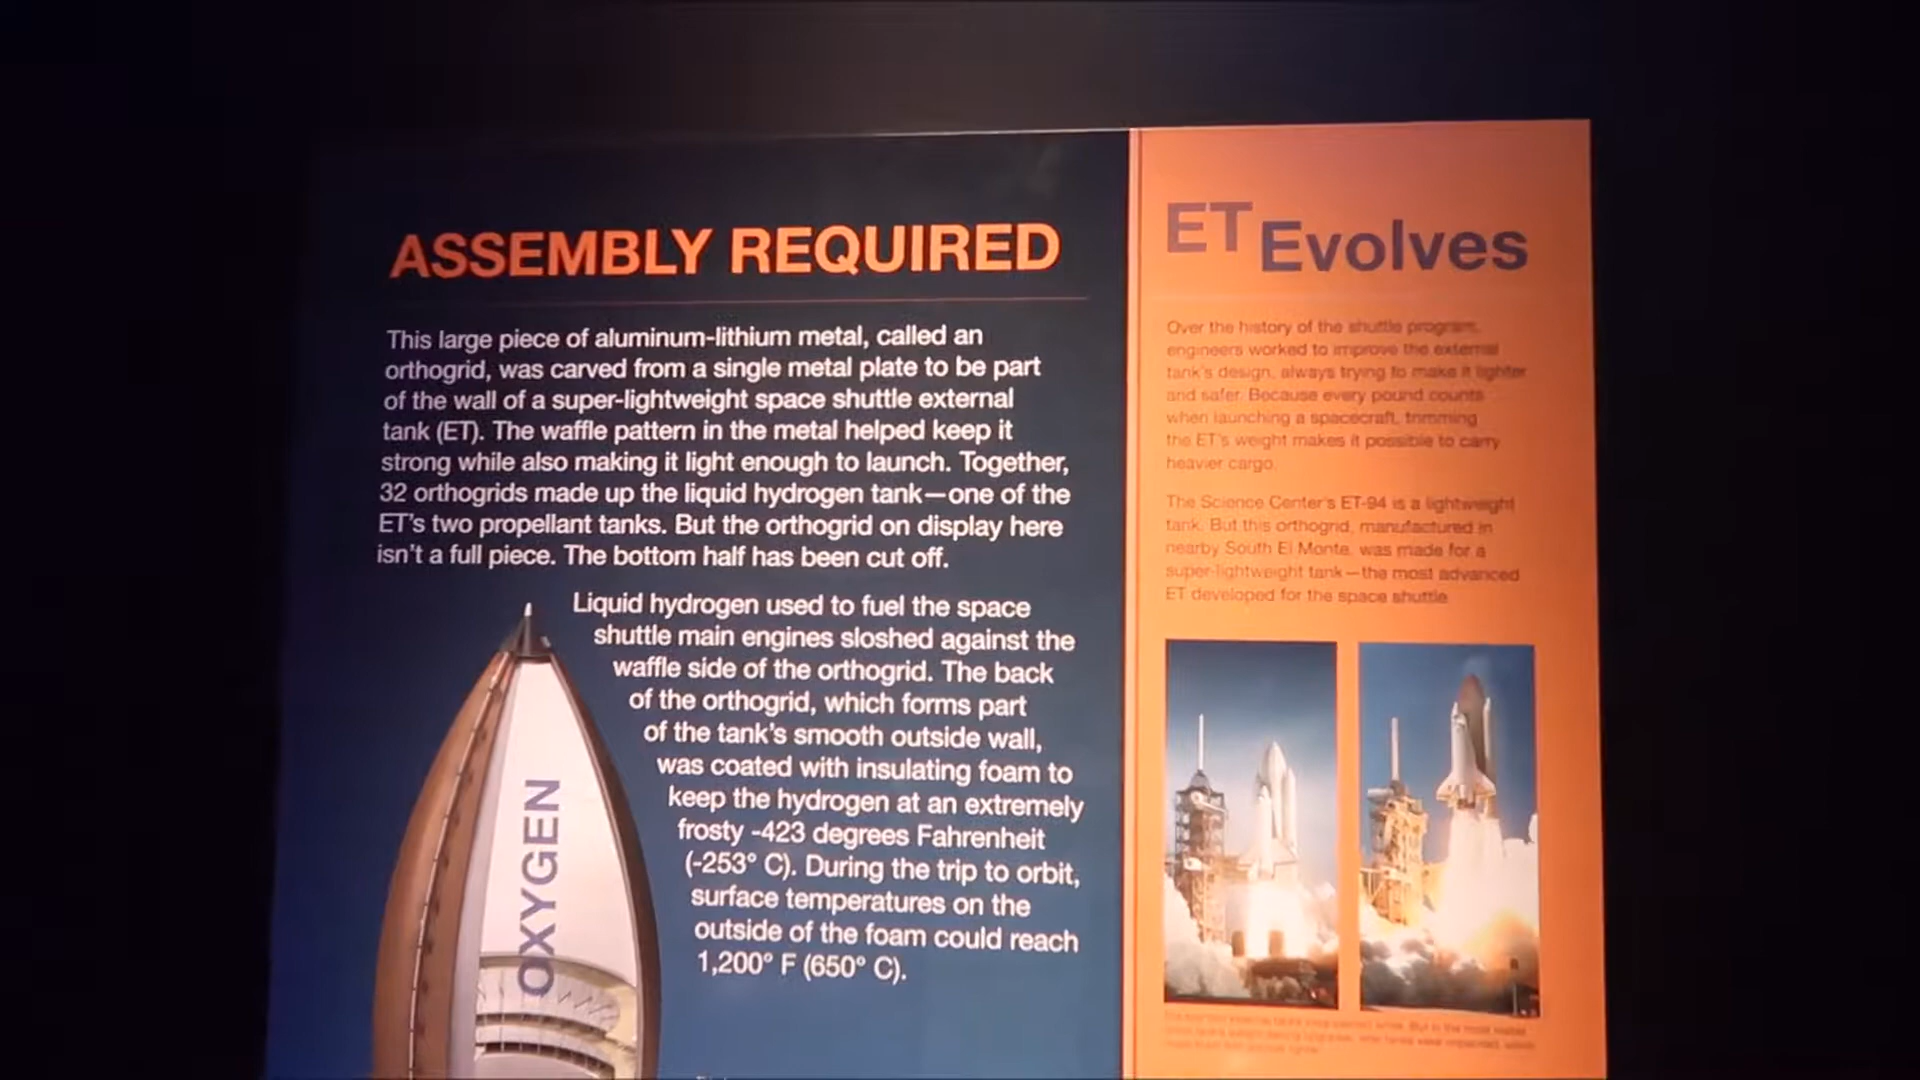 ASSEMBLY REQUIRED
This large piece of aluminum-lithium metal, called an
orthogrid, was carved from a single metal plate to be part
of the wall of a super-lightweight space shuttle external
tank (ET). The waffle pattern in the metal helped keep it
strong while also making it light enough to launch. Together,
32 orthogrids made up the liquid hydrogen tank—one of the
ET's two propellant tanks. But the orthogrid on display here
isn't a full piece. The bottom half has been cut off.
Liquid hydrogen used to fuel the space
shuttle main engines sloshed against the
waffle side of the orthogrid. The back
of the orthogrid, which forms part
of the tank's smooth outside wall,
was coated with insulating foam to
keep the hydrogen at an extremely
frosty -423 degrees Fahrenheit
(-253° C). During the trip to orbit,
surface temperatures on the
outside of the foam could reach
1,200° F (650° C).
OXYGEN
ET Evolves
Over the history of the shuttle program,
engineers worked to improve the external
tank's design, always trying to make it lighter
and safer. Because every pound counts
when launching a spacecraft, trimming
the ET's weight makes it possible to carry
heavier cargo.
The Science Center's ET-94 is a lightweight
tank. But this orthogrid, manufactured in
nearby South El Monte, was made for a
super-lightweight tank—the most advanced
ET developed for the space shuttle.